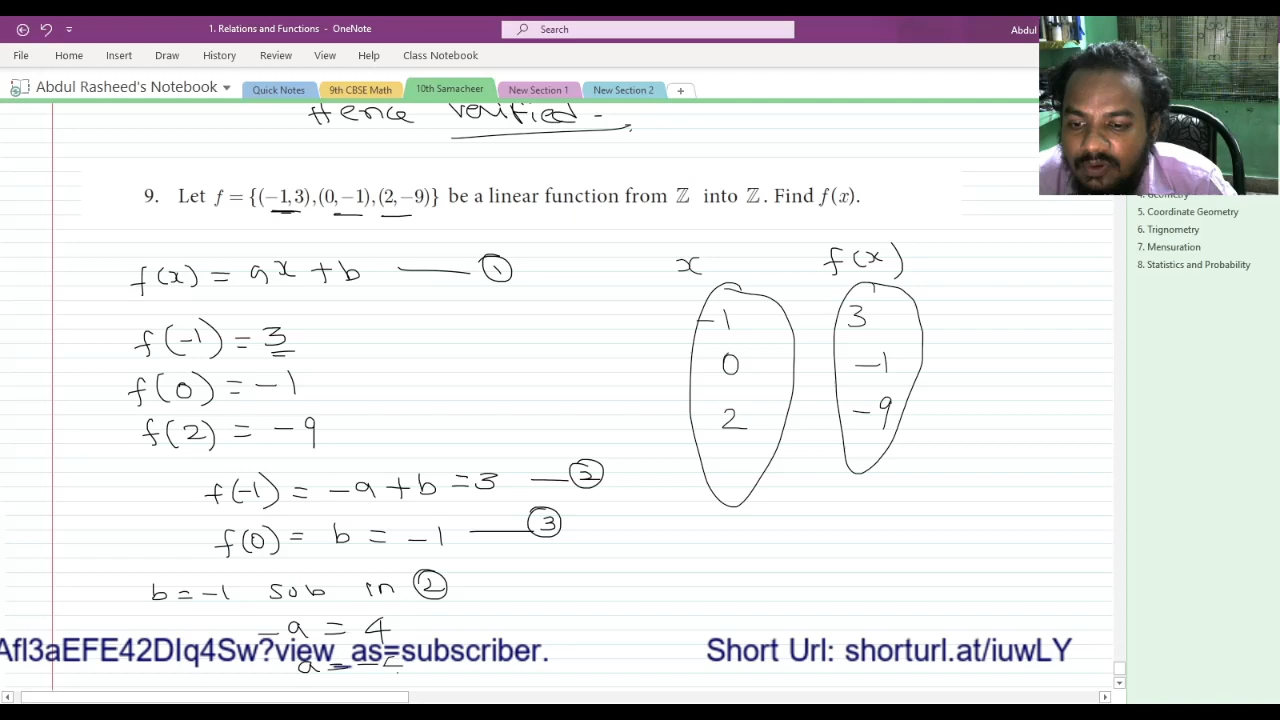 1. Relations and Functions - OneNote
Search
Abdul
File Home Insert Draw History Review View Help Class Notebook
Abdul Rasheed's Notebook
Quick Notes 9th CBSE Math 10th Samacheer New Section 1 New Section 2 +
Hence verified.
9. Let f = {(−1,3),(0,−1),(2,−9)} be a linear function from ℤ into ℤ. Find f(x).
f(x) = ax + b —— ①
f(-1) = 3
f(0) = -1
f(2) = -9
f(-1) = -a + b = 3 —— ②
f(0) = b = -1 —— ③
b = -1 sub in ②
-a = 4
a =
x f(x)
-1 3
0 -1
2 -9
5. Coordinate Geometry
6. Trignometry
7. Mensuration
8. Statistics and Probability
Afl3aEFE42DIq4Sw?view_as=subscriber. Short Url: shorturl.at/iuwLY